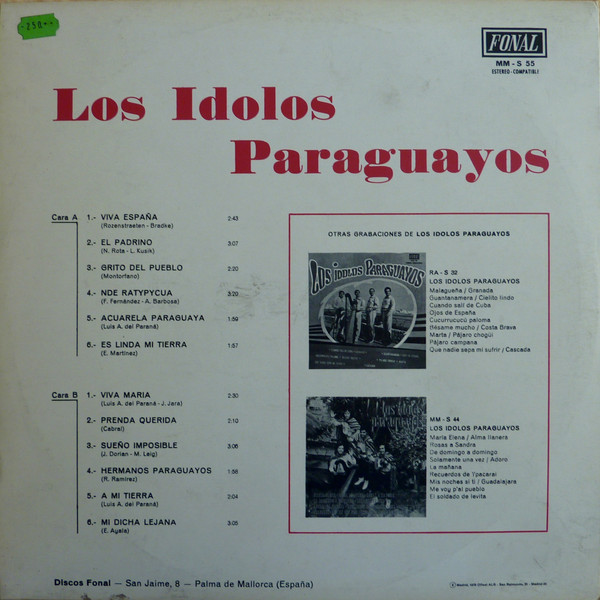 -250**
FONAL
MM - S 55
ESTEREO - COMPATIBLE
Los Idolos
Paraguayos
Cara A
1.- VIVA ESPAÑA 2:43
(Rozenstraeten - Bradke)
2.- EL PADRINO 3:07
(N. Rota - L. Kusik)
3.- GRITO DEL PUEBLO 2:20
(Montorfano)
4.- NDE RATYPYCUA 3:20
(F. Fernández - A. Barbosa)
5.- ACUARELA PARAGUAYA 1:59
(Luis A. del Paraná)
6.- ES LINDA MI TIERRA 1:57
(E. Martínez)
Cara B
1.- VIVA MARIA 2:30
(Luis A. del Paraná - J. Jara)
2.- PRENDA QUERIDA 2:10
(Cabral)
3.- SUEÑO IMPOSIBLE 3:06
(J. Dorian - M. Leig)
4.- HERMANOS PARAGUAYOS 1:58
(R. Ramírez)
5.- A MI TIERRA 2:04
(Luis A. del Paraná)
6.- MI DICHA LEJANA 3:05
(E. Ayala)
OTRAS GRABACIONES DE LOS IDOLOS PARAGUAYOS
LOS IDOLOS PARAGUAYOS
RA - S 32
LOS IDOLOS PARAGUAYOS
Malagueña / Granada
Guantanamera / Cielito lindo
Cuando salí de Cuba
Ojos de España
Cucurrucucú paloma
Bésame mucho / Costa Brava
Marta / Pájaro chogüí
Pájaro campana
Que nadie sepa mi sufrir / Cascada
los idolos
paraguayos
MM - S 44
LOS IDOLOS PARAGUAYOS
María Elena / Alma llanera
Rosas a Sandra
De domingo a domingo
Solamente una vez / Adoro
La mañana
Recuerdos de Ypacaraí
Mis noches si ti / Guadalajara
Me voy p'al pueblo
El soldado de levita
Discos Fonal — San Jaime, 8 — Palma de Mallorca (España)